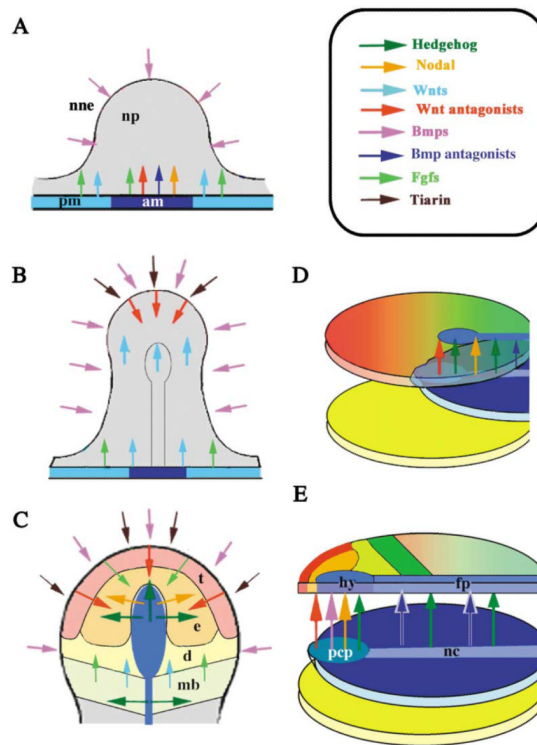 A
nne
np
pm
am
Hedgehog
Nodal
Wnts
Wnt antagonists
Bmps
Bmp antagonists
Fgfs
Tiarin
B
D
C
t
e
d
mb
E
hy
fp
pcp
nc